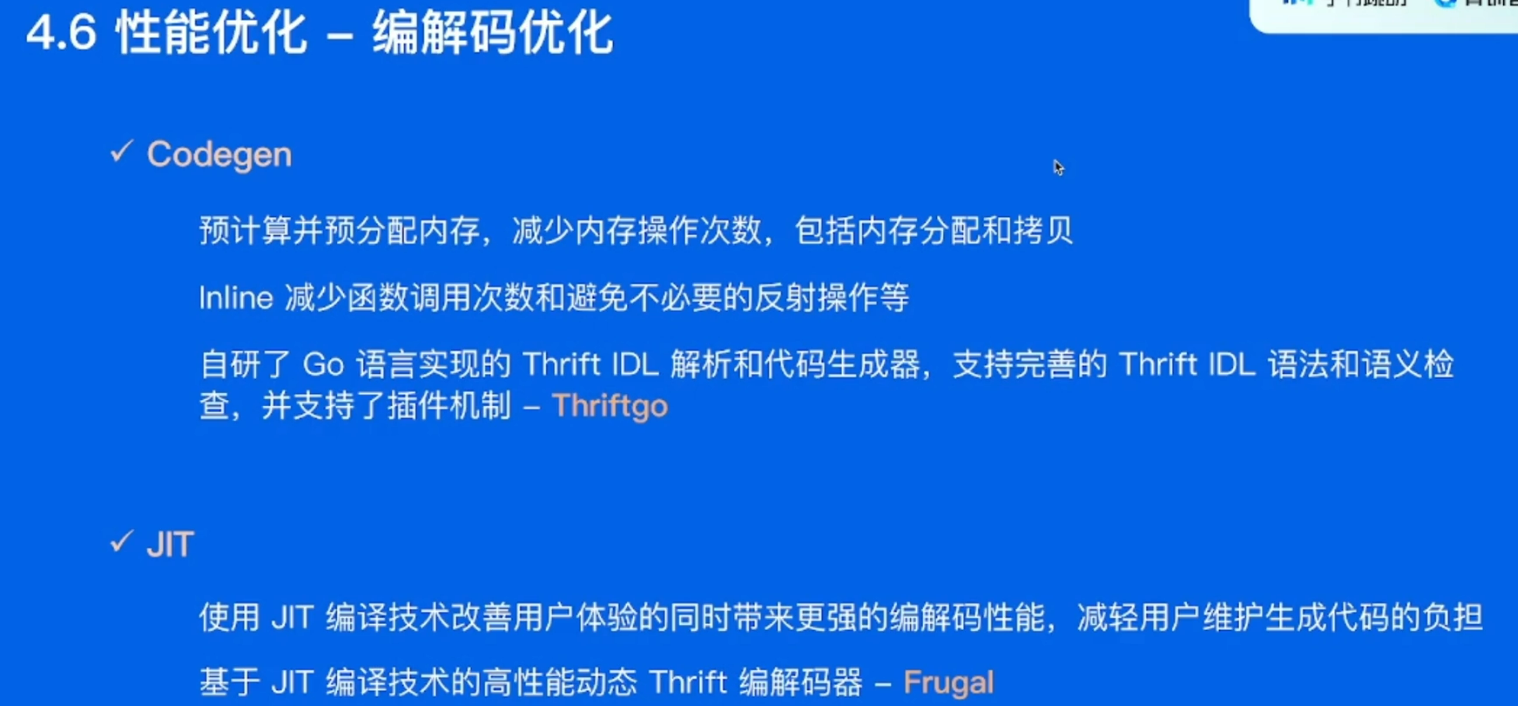 4.6 性能优化 – 编解码优化
✓ Codegen
预计算并预分配内存，减少内存操作次数，包括内存分配和拷贝
Inline 减少函数调用次数和避免不必要的反射操作等
自研了 Go 语言实现的 Thrift IDL 解析和代码生成器，支持完善的 Thrift IDL 语法和语义检
查，并支持了插件机制 – Thriftgo
✓ JIT
使用 JIT 编译技术改善用户体验的同时带来更强的编解码性能，减轻用户维护生成代码的负担
基于 JIT 编译技术的高性能动态 Thrift 编解码器 – Frugal